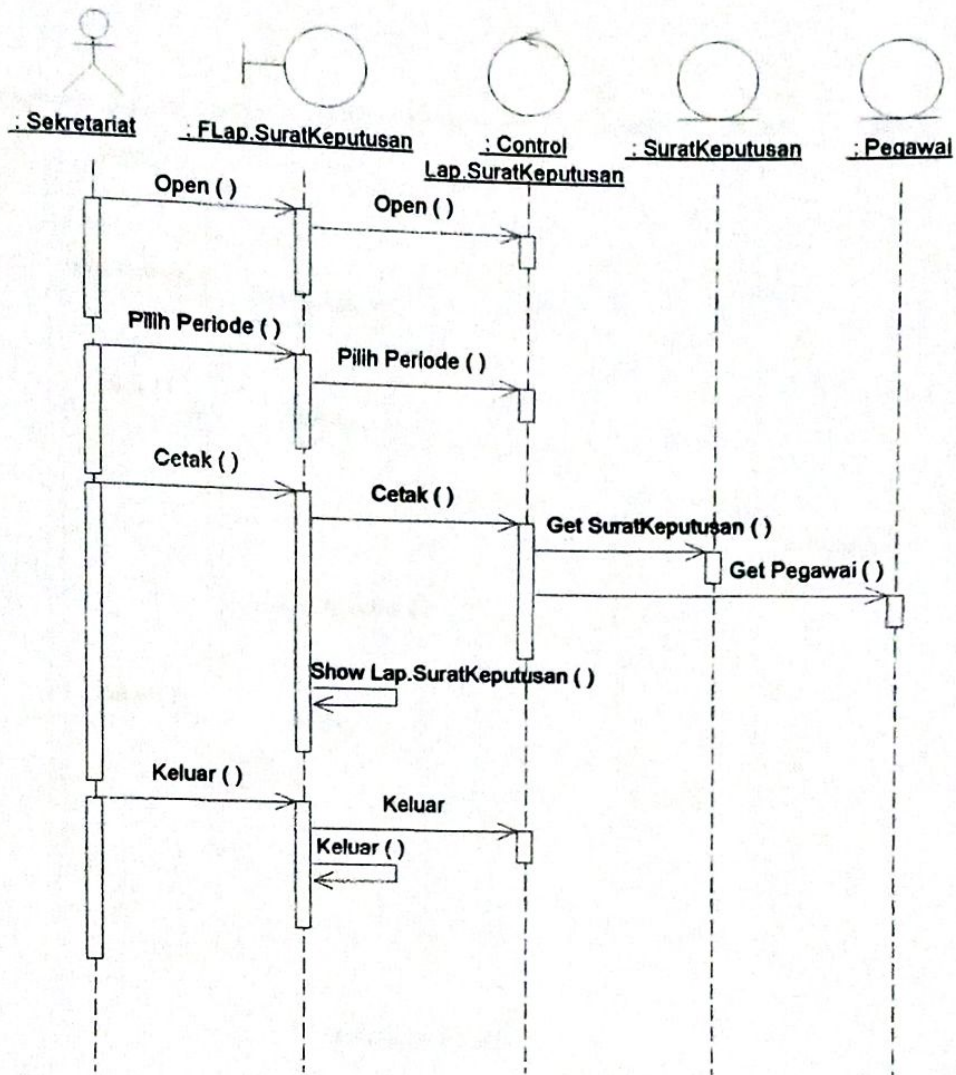 : Sekretariat
: FLap.SuratKeputusan
: Control
Lap.SuratKeputusan
: SuratKeputusan
: Pegawai
Open ( )
Open ( )
Pilih Periode ( )
Pilih Periode ( )
Cetak ( )
Cetak ( )
Get SuratKeputusan ( )
Get Pegawai ( )
Show Lap.SuratKeputusan ( )
Keluar ( )
Keluar
Keluar ( )